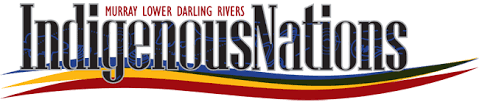 MURRAY LOWER DARLING RIVERS
IndigenousNations